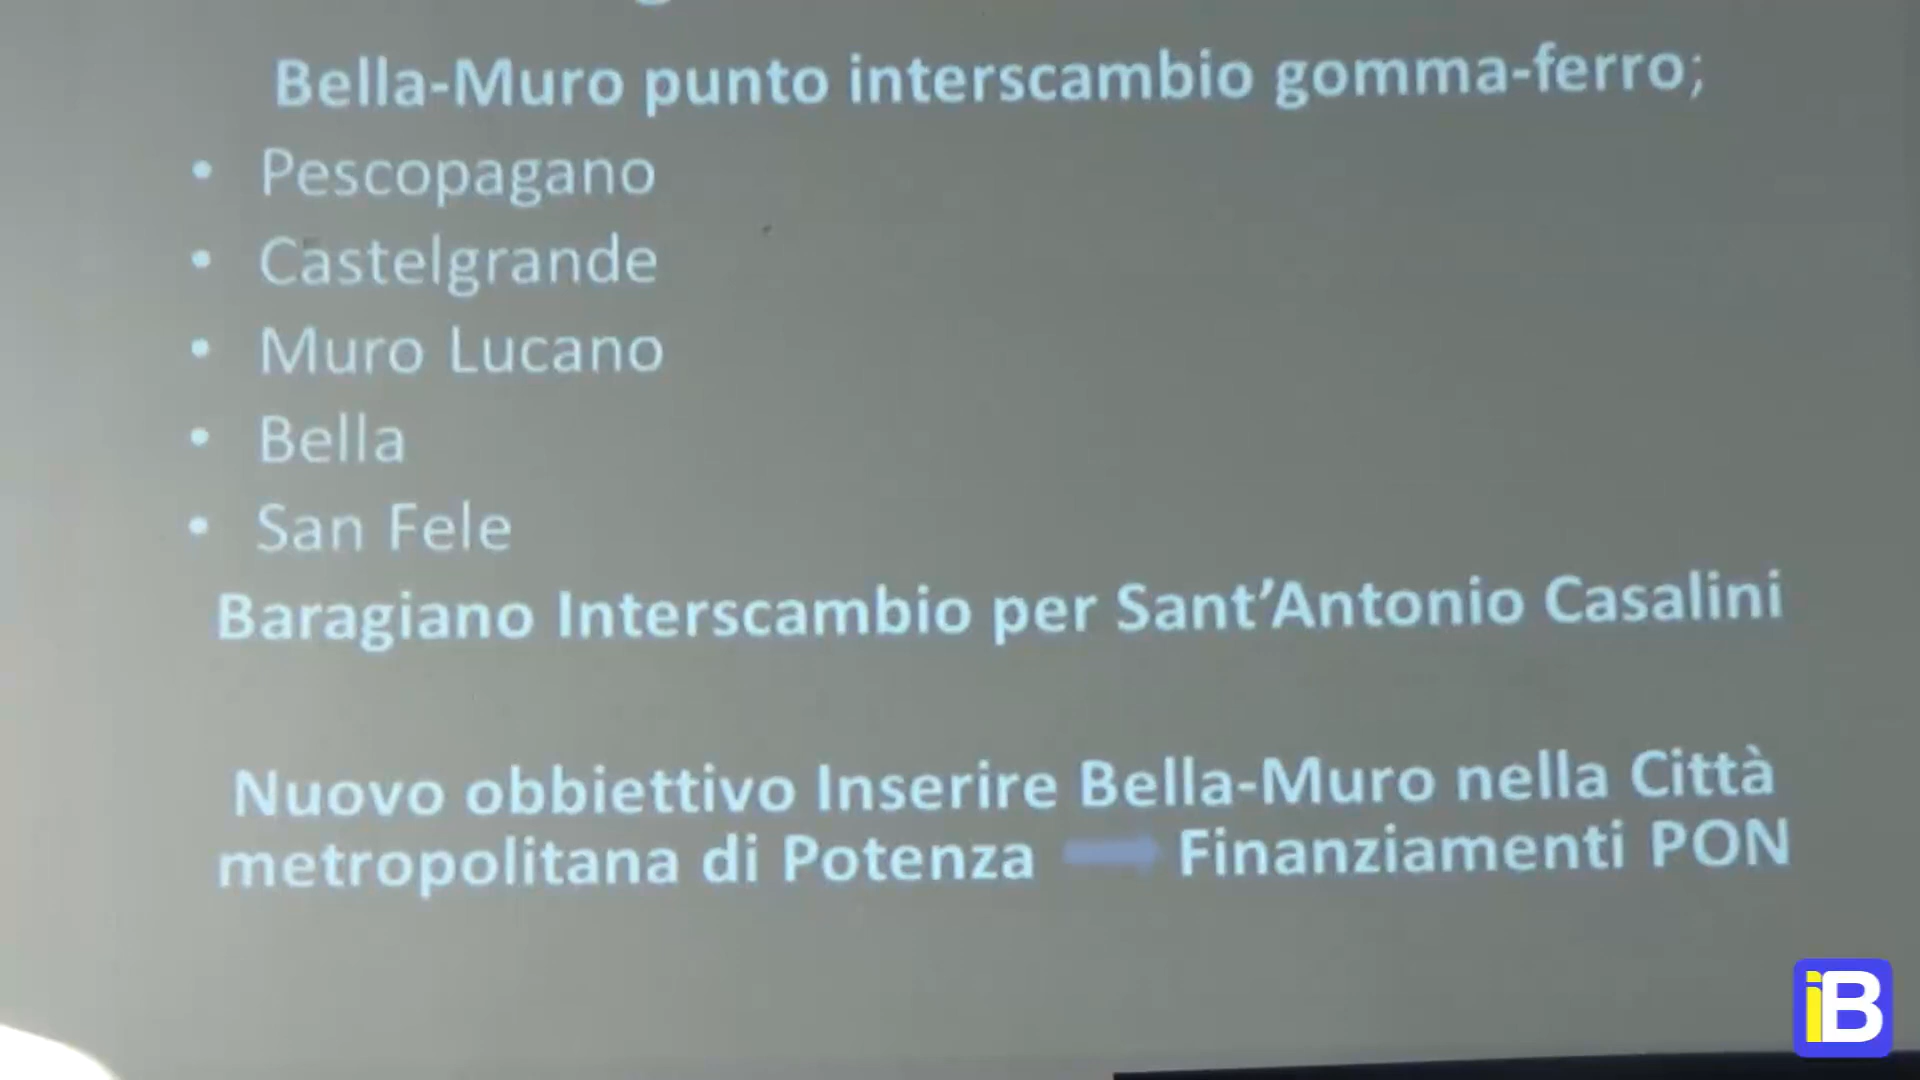 Bella-Muro punto interscambio gomma-ferro;
• Pescopagano
• Castelgrande
• Muro Lucano
• Bella
• San Fele
Baragiano Interscambio per Sant’Antonio Casalini
Nuovo obbiettivo Inserire Bella-Muro nella Città
metropolitana di Potenza Finanziamenti PON
iB